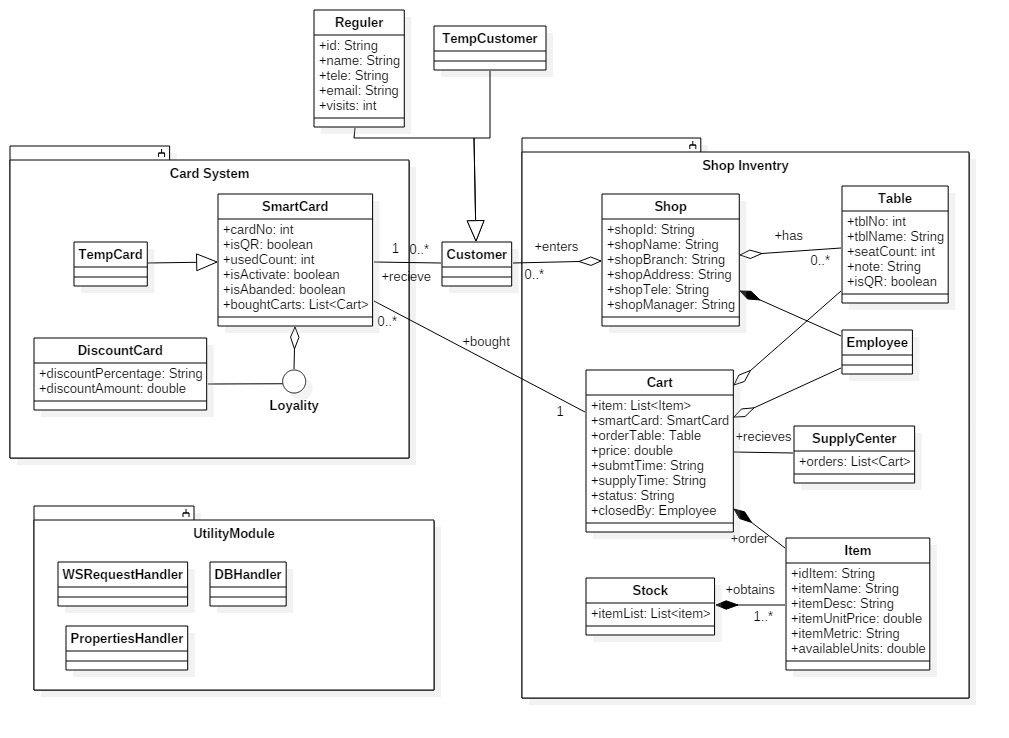 Reguler
+id: String
+name: String
+tele: String
+email: String
+visits: int
TempCustomer
Card System
SmartCard
+cardNo: int
+isQR: boolean
+usedCount: int
+isActivate: boolean
+isAbanded: boolean
+boughtCarts: List<Cart>
TempCard
DiscountCard
+discountPercentage: String
+discountAmount: double
Loyality
1
0..*
+recieve
Customer
+enters
0..*
0..*
+bought
1
Shop Inventry
Shop
+shopId: String
+shopName: String
+shopBranch: String
+shopAddress: String
+shopTele: String
+shopManager: String
+has
0..*
Table
+tblNo: int
+tblName: String
+seatCount: int
+note: String
+isQR: boolean
Employee
Cart
+item: List<Item>
+smartCard: SmartCard
+orderTable: Table
+price: double
+submtTime: String
+supplyTime: String
+status: String
+closedBy: Employee
+recieves
SupplyCenter
+orders: List<Cart>
+order
Item
+idItem: String
+itemName: String
+itemDesc: String
+itemUnitPrice: double
+itemMetric: String
+availableUnits: double
Stock
+itemList: List<item>
+obtains
1..*
UtilityModule
WSRequestHandler
DBHandler
PropertiesHandler